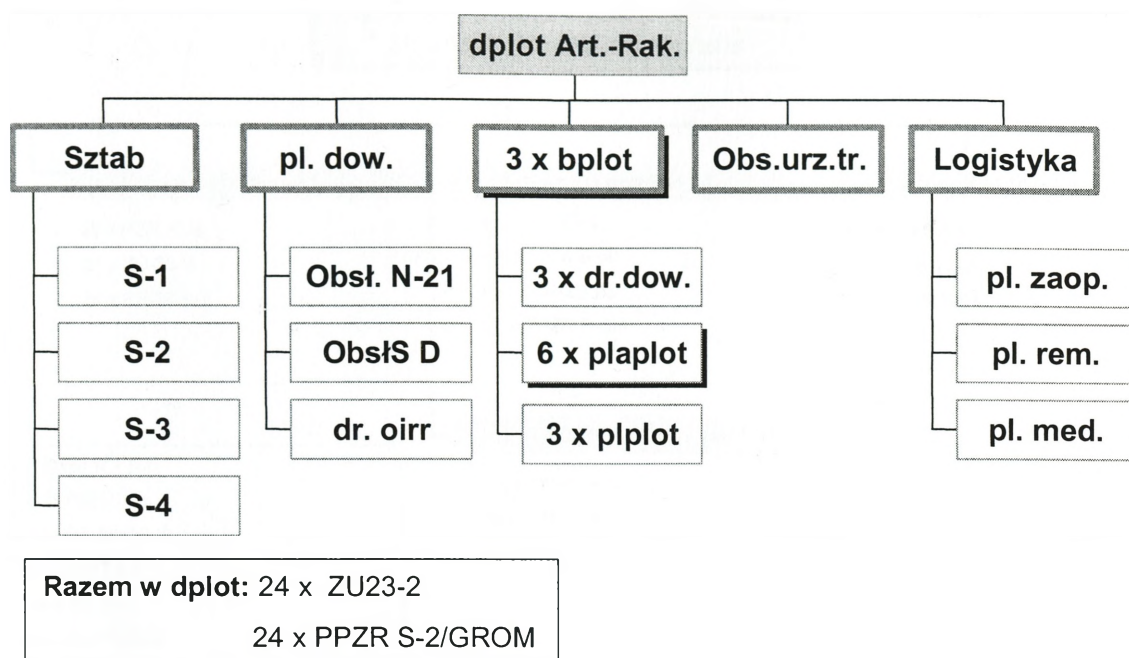 dplot Art.-Rak.
Sztab
pl. dow.
3 x bplot
Obs.urz.tr.
Logistyka
S-1
S-2
S-3
S-4
Obsł. N-21
ObsłS D
dr. oirr
3 x dr.dow.
6 x plaplot
3 x plplot
pl. zaop.
pl. rem.
pl. med.
Razem w dplot: 24 x ZU23-2
24 x PPZR S-2/GROM